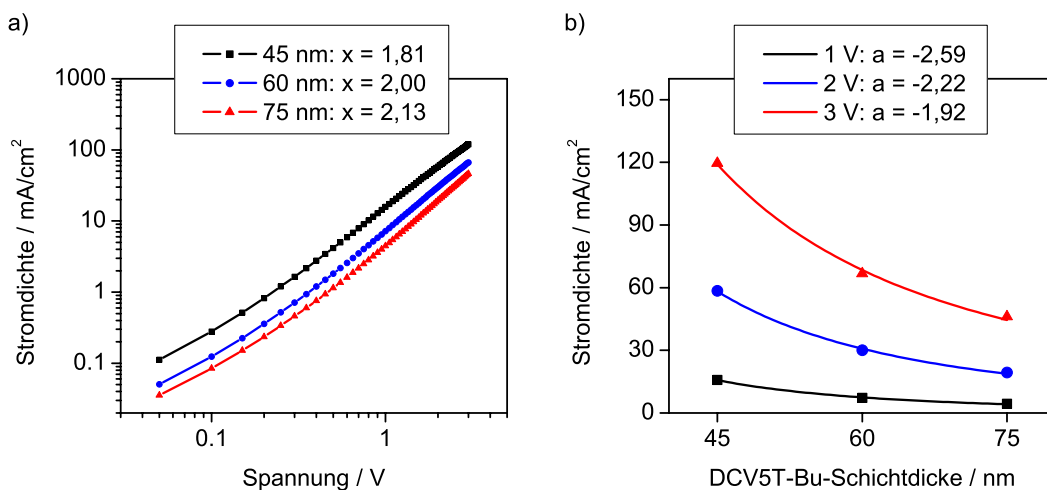 a)
45 nm: x = 1,81
60 nm: x = 2,00
75 nm: x = 2,13
1000
100
10
1
0.1
Stromdichte / mA/cm²
0.1 1
Spannung / V
b)
1 V: a = -2,59
2 V: a = -2,22
3 V: a = -1,92
150
120
90
60
30
0
Stromdichte / mA/cm²
45 60 75
DCV5T-Bu-Schichtdicke / nm